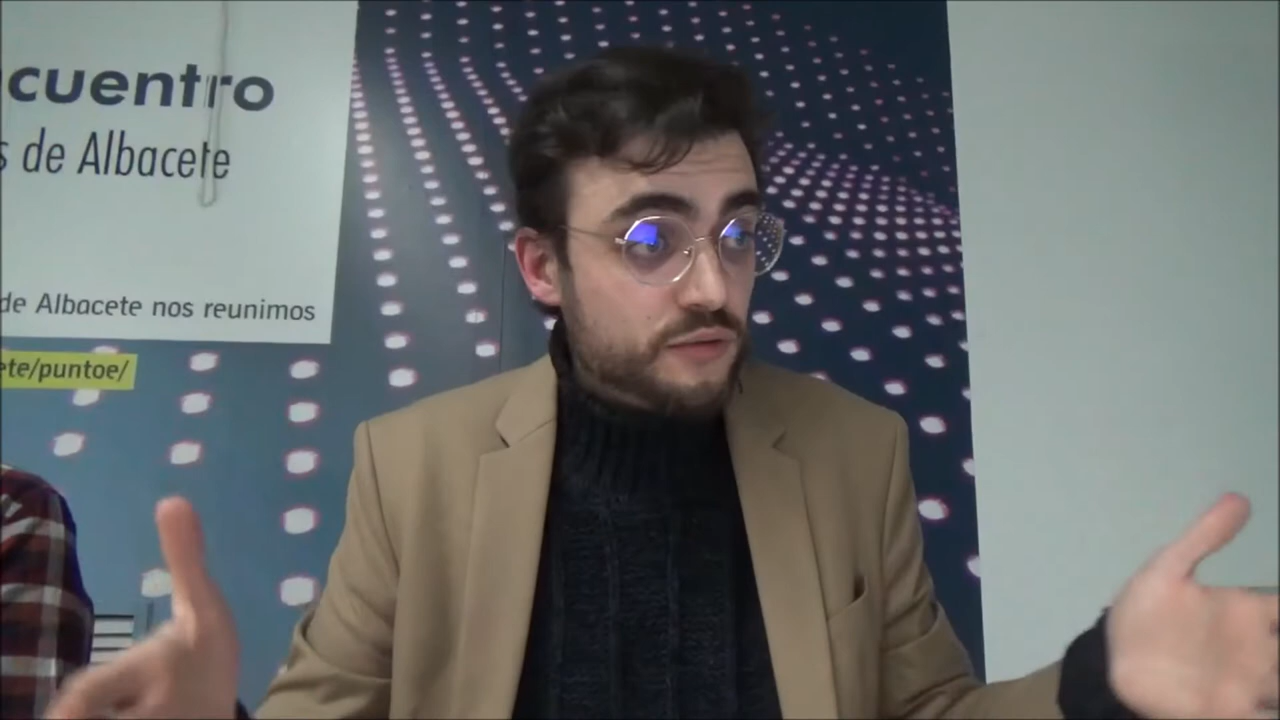 cuentro
s de Albacete
de Albacete nos reunimos
ete/puntoe/